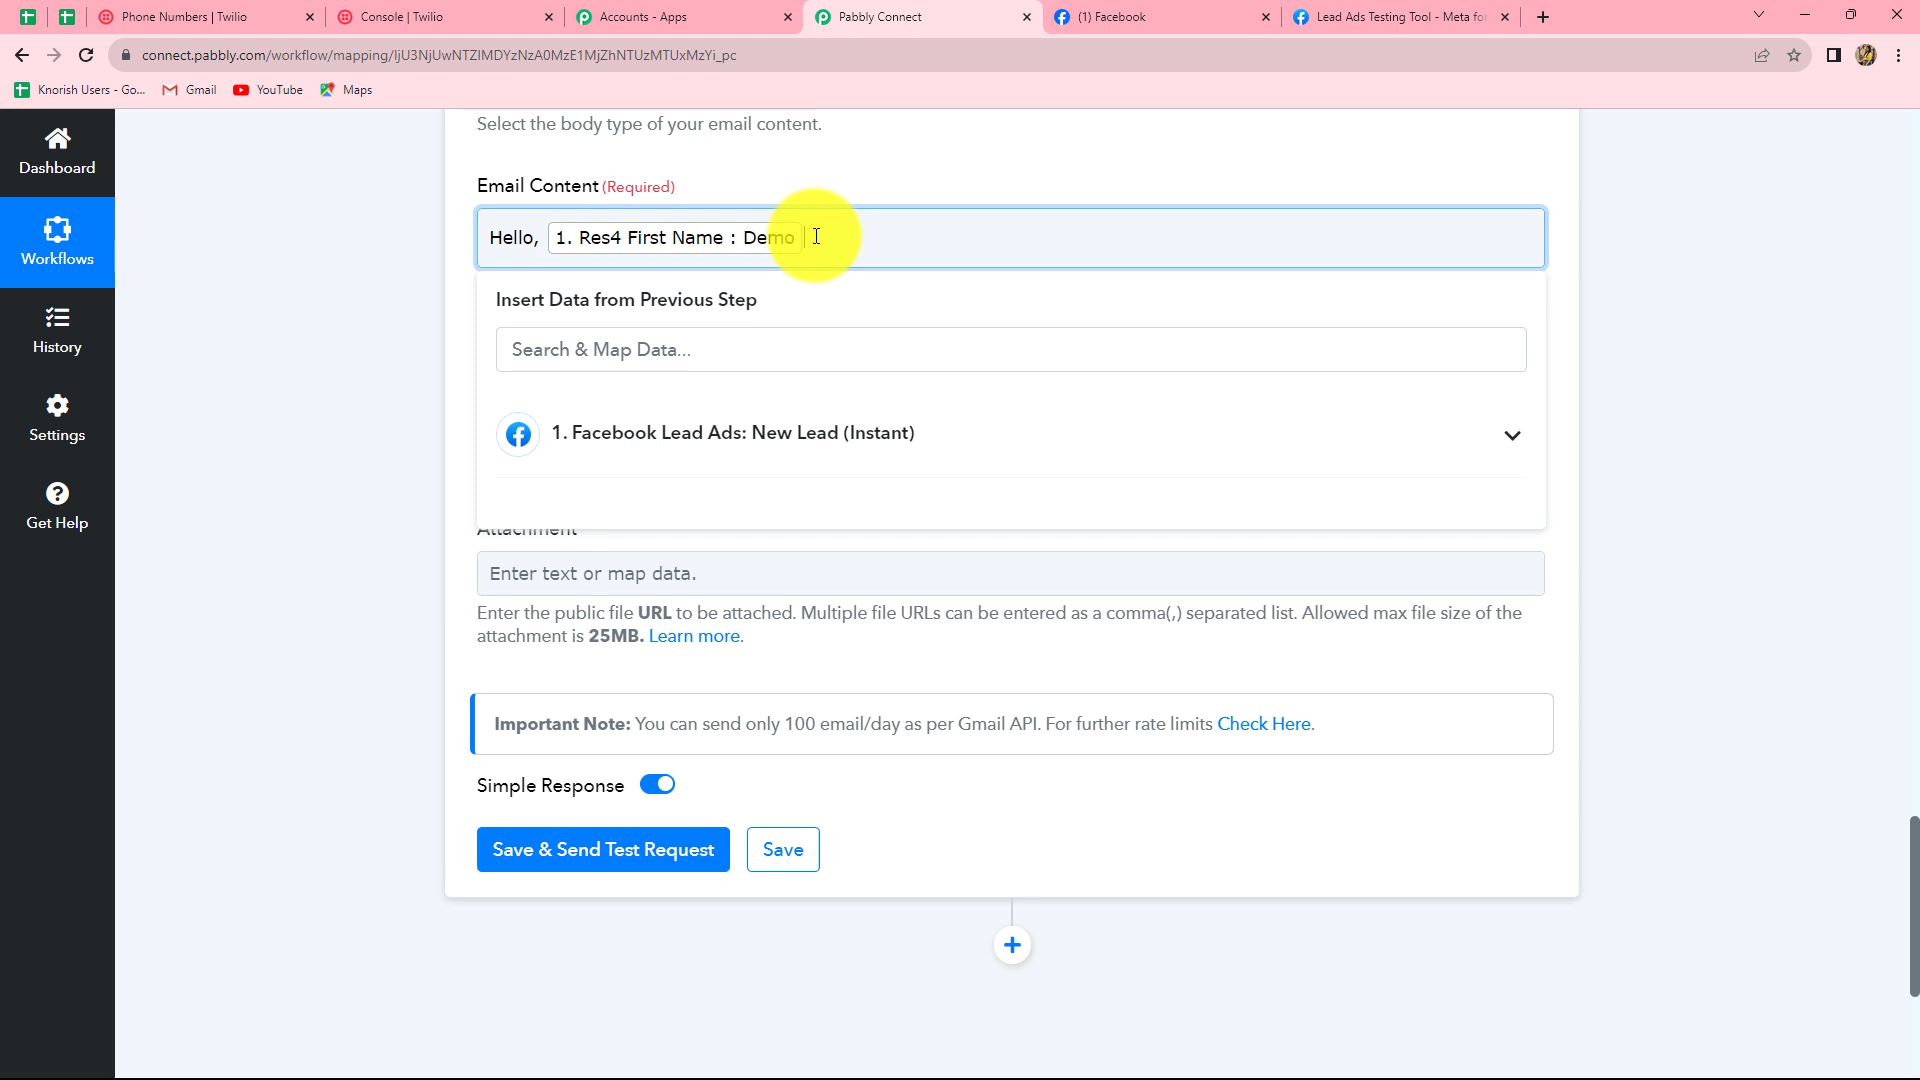 Phone Numbers | Twilio
Console | Twilio
Accounts - Apps
Pabbly Connect
(1) Facebook
Lead Ads Testing Tool - Meta for
connect.pabbly.com/workflow/mapping/IjU3NjUwNTZlMDYzNzA0MzE1MjZhNTUzMTUxMzYi_pc
Knorish Users - Go...
Gmail
YouTube
Maps
Dashboard
Workflows
History
Settings
Get Help
Select the body type of your email content.
Email Content (Required)
Hello, 1. Res4 First Name : Demo
Insert Data from Previous Step
Search & Map Data...
1. Facebook Lead Ads: New Lead (Instant)
Attachment
Enter text or map data.
Enter the public file URL to be attached. Multiple file URLs can be entered as a comma(,) separated list. Allowed max file size of the
attachment is 25MB. Learn more.
Important Note: You can send only 100 email/day as per Gmail API. For further rate limits Check Here.
Simple Response
Save & Send Test Request
Save